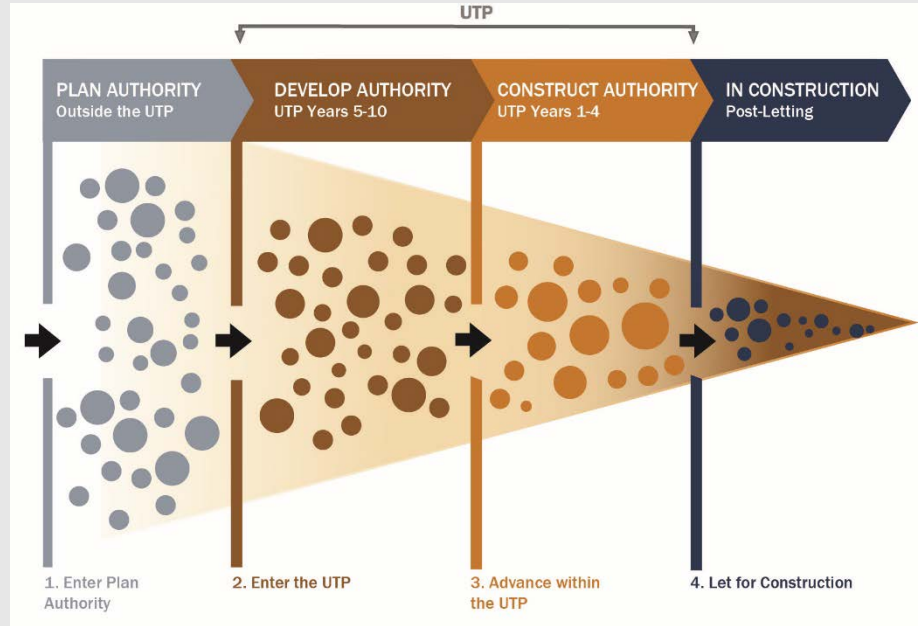 UTP
PLAN AUTHORITY
Outside the UTP
DEVELOP AUTHORITY
UTP Years 5-10
CONSTRUCT AUTHORITY
UTP Years 1-4
IN CONSTRUCTION
Post-Letting
1. Enter Plan
Authority
2. Enter the UTP
3. Advance within
the UTP
4. Let for Construction